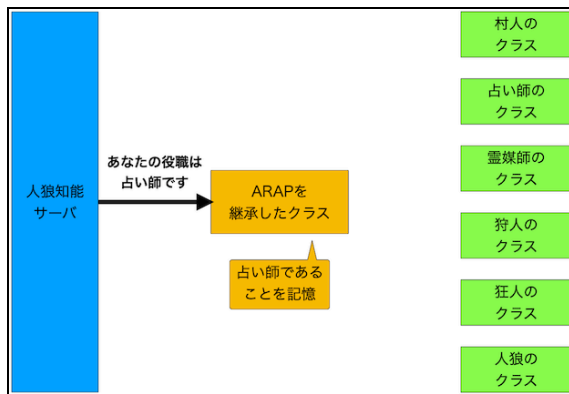 人狼知能
サーバ
あなたの役職は
占い師です
ARAPを
継承したクラス
占い師である
ことを記憶
村人の
クラス
占い師の
クラス
霊媒師の
クラス
狩人の
クラス
狂人の
クラス
人狼の
クラス